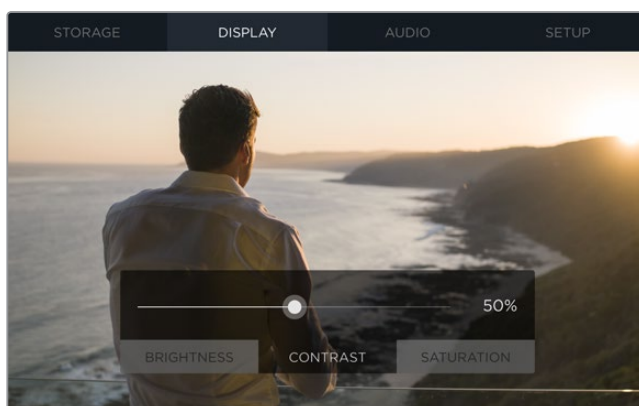 STORAGE DISPLAY AUDIO SETUP
50%
BRIGHTNESS CONTRAST SATURATION